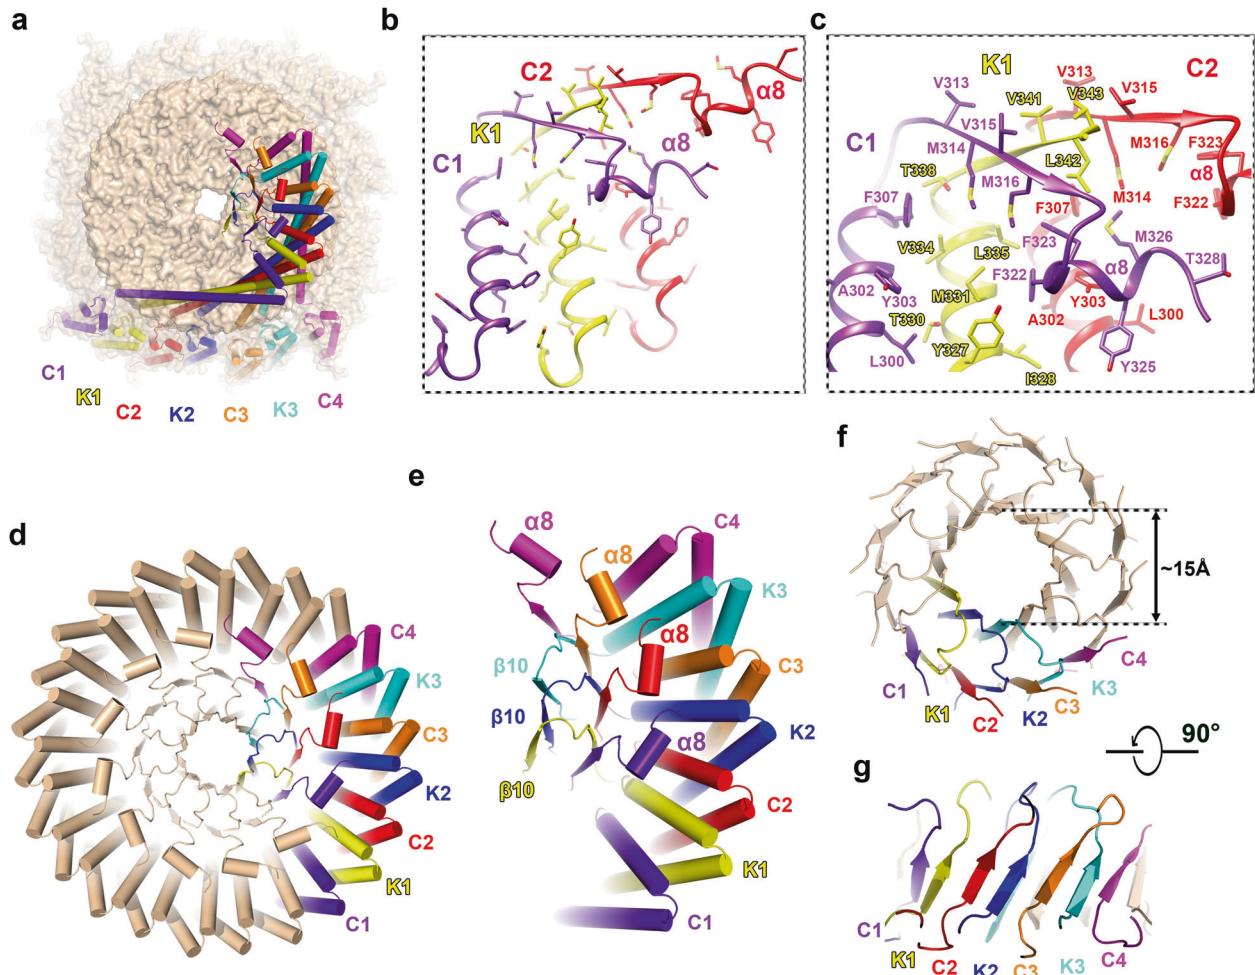 a
C1
K1
C2
K2
C3
K3
C4
b
C2
K1
C1
α8
α8
c
K1
C2
C1
V313
V313
V341
V343
V315
V315
M314
L342
M316
F323
T338
α8
M316
M314
F307
F307
F322
V334
L335
F323
M326
T328
F322
α8
A302
Y303
M331
Y303
A302
T330
L300
L300
Y327
Y325
I328
d
C4
K3
C3
K2
C2
K1
C1
e
α8
C4
α8
K3
α8
β10
C3
β10
K2
α8
β10
C2
K1
C1
f
~15Å
C1
K1
C2
K2
C3
K3
C4
90°
g
C1
K1
C2
K2
C3
K3
C4